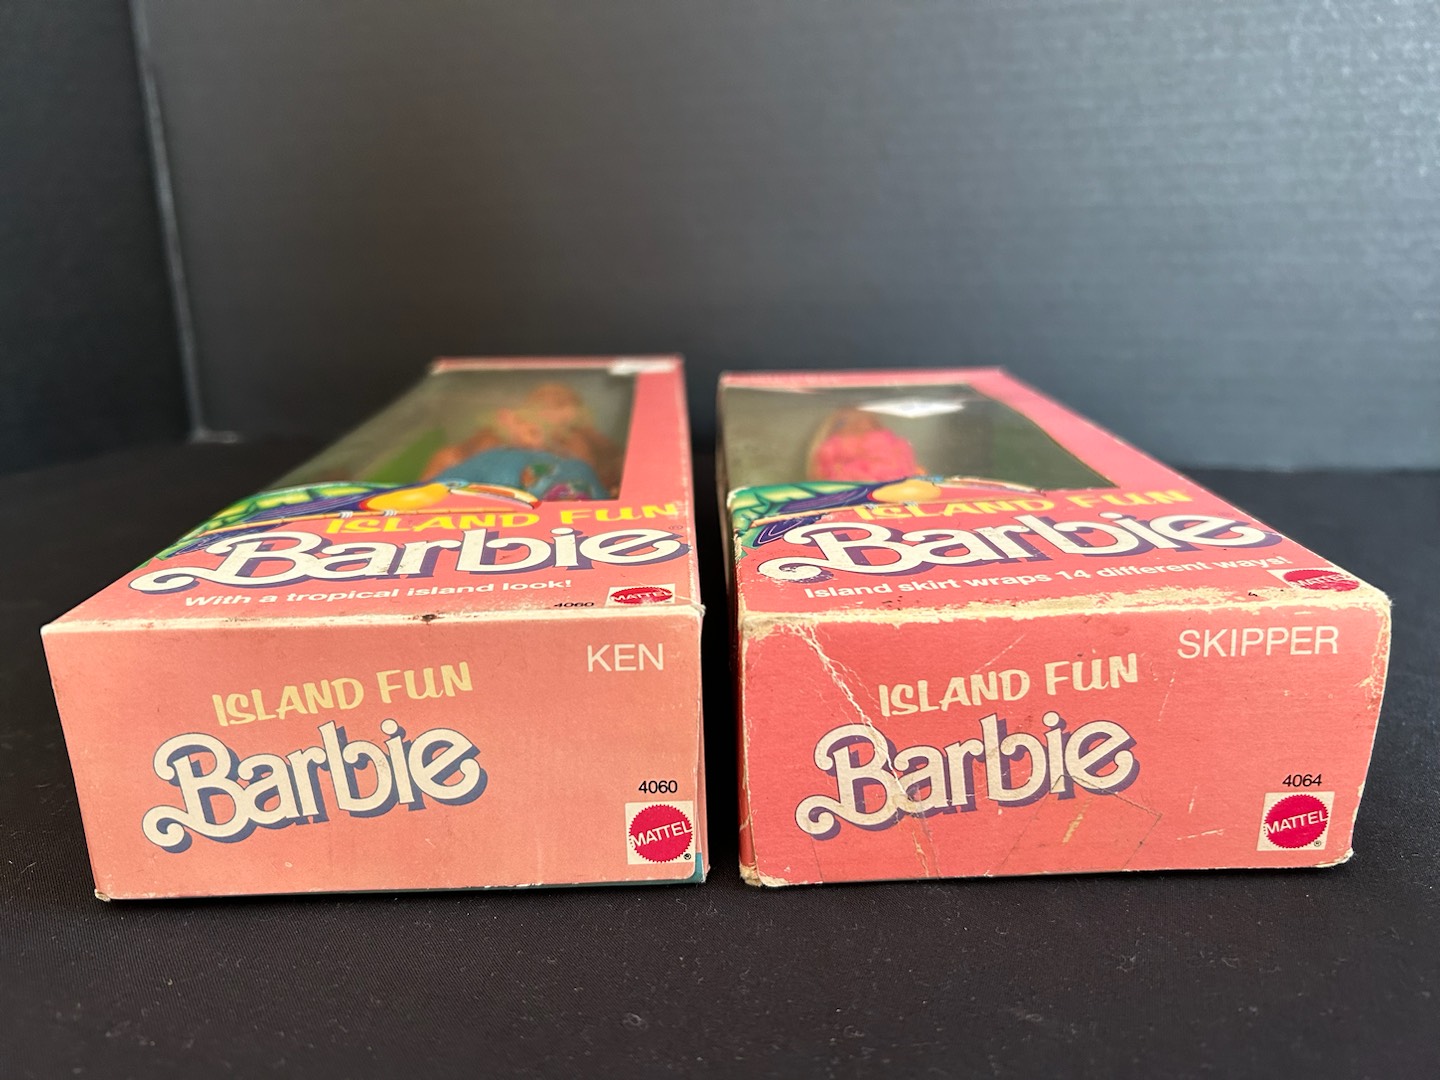 ISLAND FUN
Barbie®
With a tropical island look!
4060
MATTEL
KEN
ISLAND FUN
Barbie
4060
MATTEL®
ISLAND FUN
Barbie
Island skirt wraps 14 different ways!
MATTEL
SKIPPER
ISLAND FUN
Barbie
4064
MATTEL®